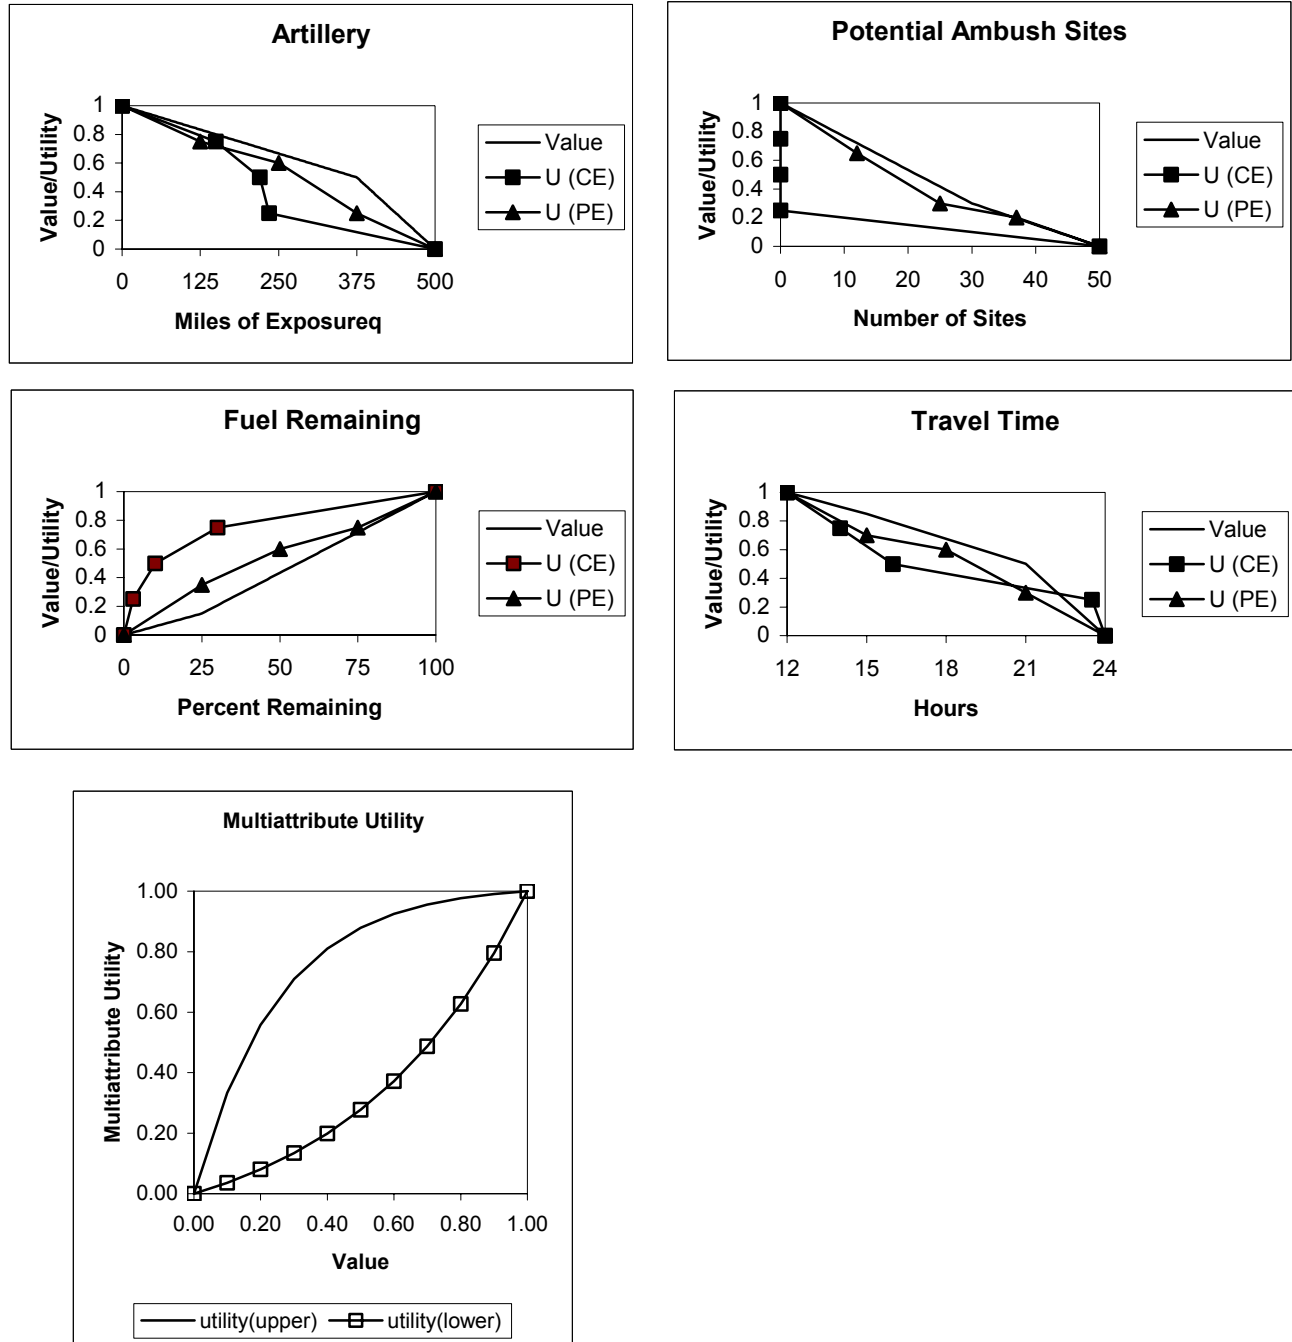 Artillery
Value/Utility
1
0.8
0.6
0.4
0.2
0
0 125 250 375 500
Miles of Exposureq
Value
U (CE)
U (PE)
Potential Ambush Sites
Value/Utility
1
0.8
0.6
0.4
0.2
0
0 10 20 30 40 50
Number of Sites
Value
U (CE)
U (PE)
Fuel Remaining
Value/Utility
1
0.8
0.6
0.4
0.2
0
0 25 50 75 100
Percent Remaining
Value
U (CE)
U (PE)
Travel Time
Value/Utility
1
0.8
0.6
0.4
0.2
0
12 15 18 21 24
Hours
Value
U (CE)
U (PE)
Multiattribute Utility
Multiattribute Utility
1.00
0.80
0.60
0.40
0.20
0.00
0.00 0.20 0.40 0.60 0.80 1.00
Value
utility(upper) utility(lower)